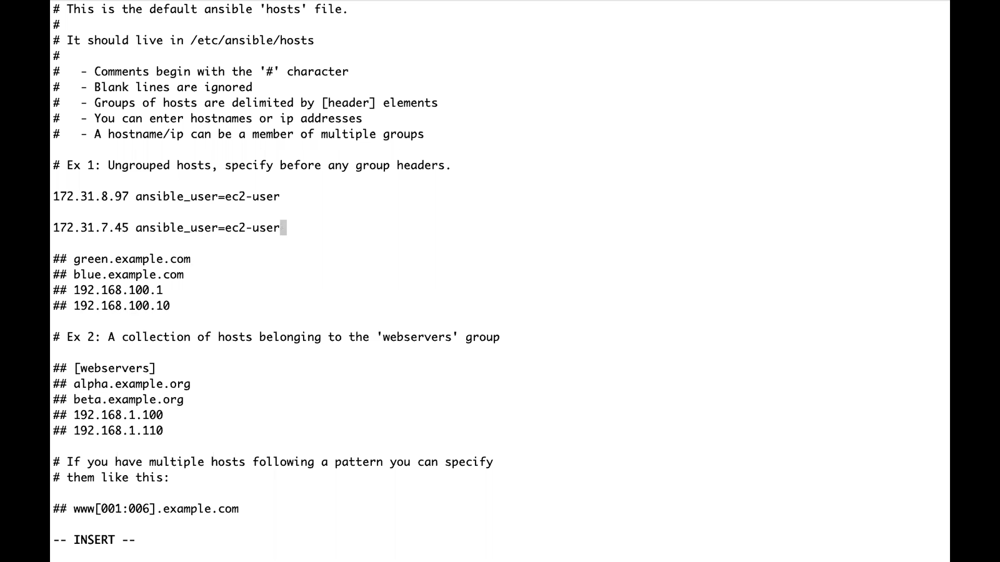 # This is the default ansible 'hosts' file.
#
# It should live in /etc/ansible/hosts
#
#   - Comments begin with the '#' character
#   - Blank lines are ignored
#   - Groups of hosts are delimited by [header] elements
#   - You can enter hostnames or ip addresses
#   - A hostname/ip can be a member of multiple groups
# Ex 1: Ungrouped hosts, specify before any group headers.
172.31.8.97 ansible_user=ec2-user
172.31.7.45 ansible_user=ec2-user
## green.example.com
## blue.example.com
## 192.168.100.1
## 192.168.100.10
# Ex 2: A collection of hosts belonging to the 'webservers' group
## [webservers]
## alpha.example.org
## beta.example.org
## 192.168.1.100
## 192.168.1.110
# If you have multiple hosts following a pattern you can specify
# them like this:
## www[001:006].example.com
-- INSERT --